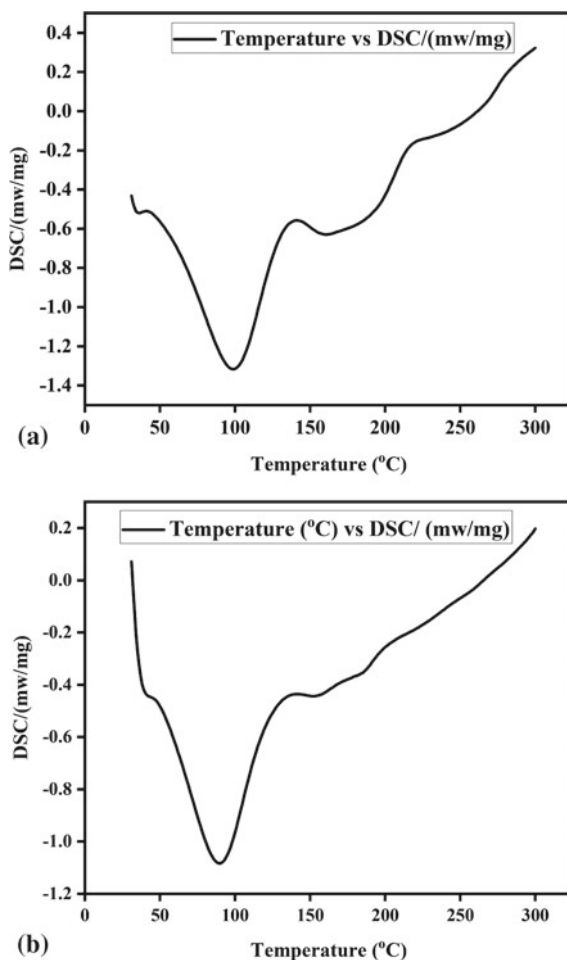 Temperature vs DSC/(mw/mg)
0.4
0.2
0.0
-0.2
-0.4
-0.6
-0.8
-1.0
-1.2
-1.4
DSC/(mw/mg)
0 50 100 150 200 250 300
(a)
Temperature (°C)
Temperature (°C) vs DSC/ (mw/mg)
0.2
0.0
-0.2
-0.4
-0.6
-0.8
-1.0
-1.2
DSC/(mw/mg)
0 50 100 150 200 250 300
(b)
Temperature (°C)